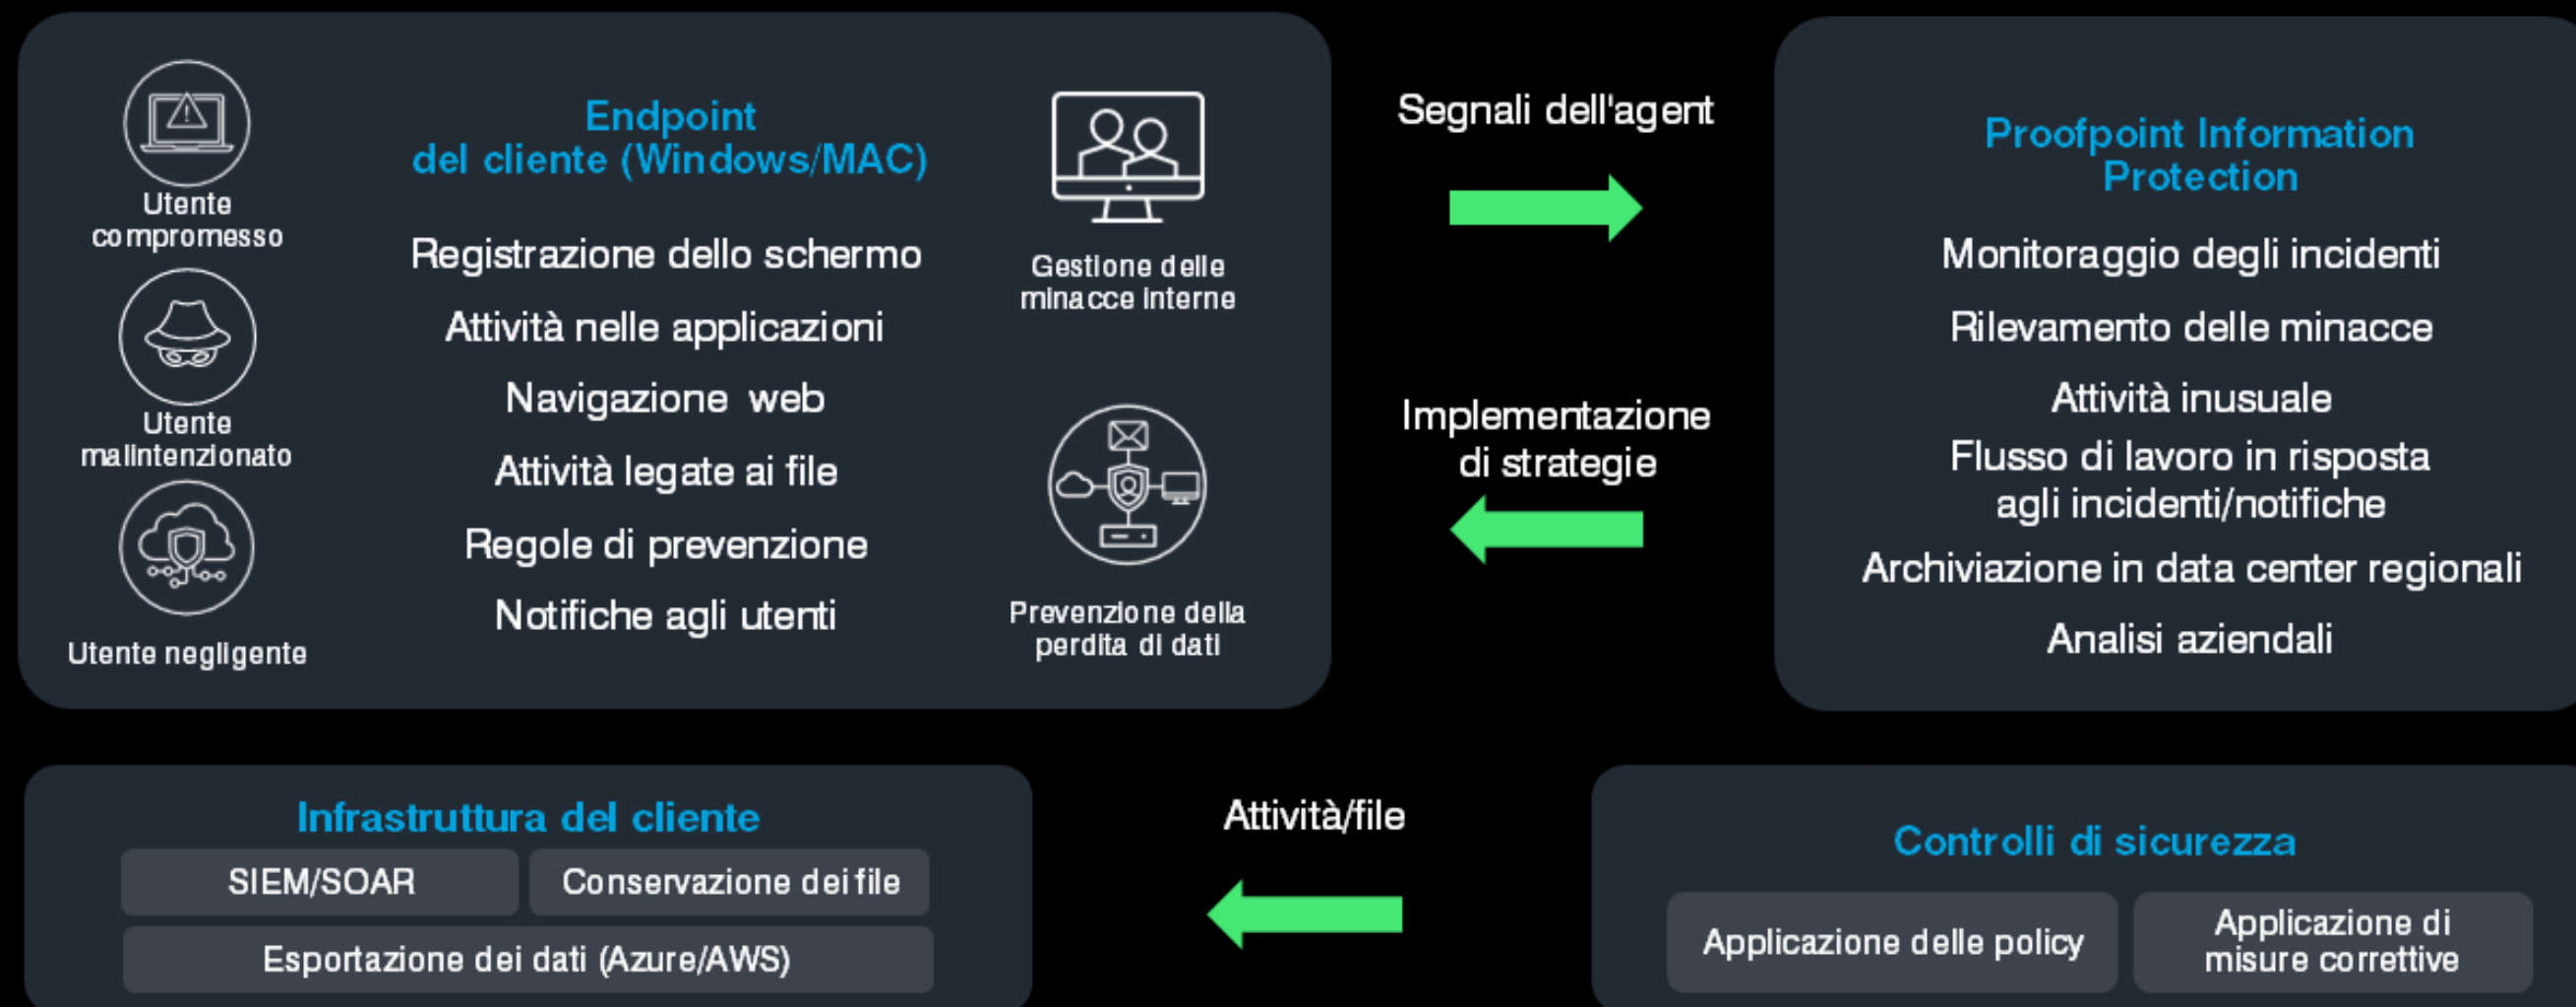 Utente
compromesso
Utente
malintenzionato
Utente negligente
Endpoint
del cliente (Windows/MAC)
Registrazione dello schermo
Attività nelle applicazioni
Navigazione web
Attività legate ai file
Regole di prevenzione
Notifiche agli utenti
Gestione delle
minacce interne
Prevenzione della
perdita di dati
Segnali dell'agent
Implementazione
di strategie
Proofpoint Information
Protection
Monitoraggio degli incidenti
Rilevamento delle minacce
Attività inusuale
Flusso di lavoro in risposta
agli incidenti/notifiche
Archiviazione in data center regionali
Analisi aziendali
Infrastruttura del cliente
SIEM/SOAR
Conservazione dei file
Esportazione dei dati (Azure/AWS)
Attività/file
Controlli di sicurezza
Applicazione delle policy
Applicazione di
misure correttive